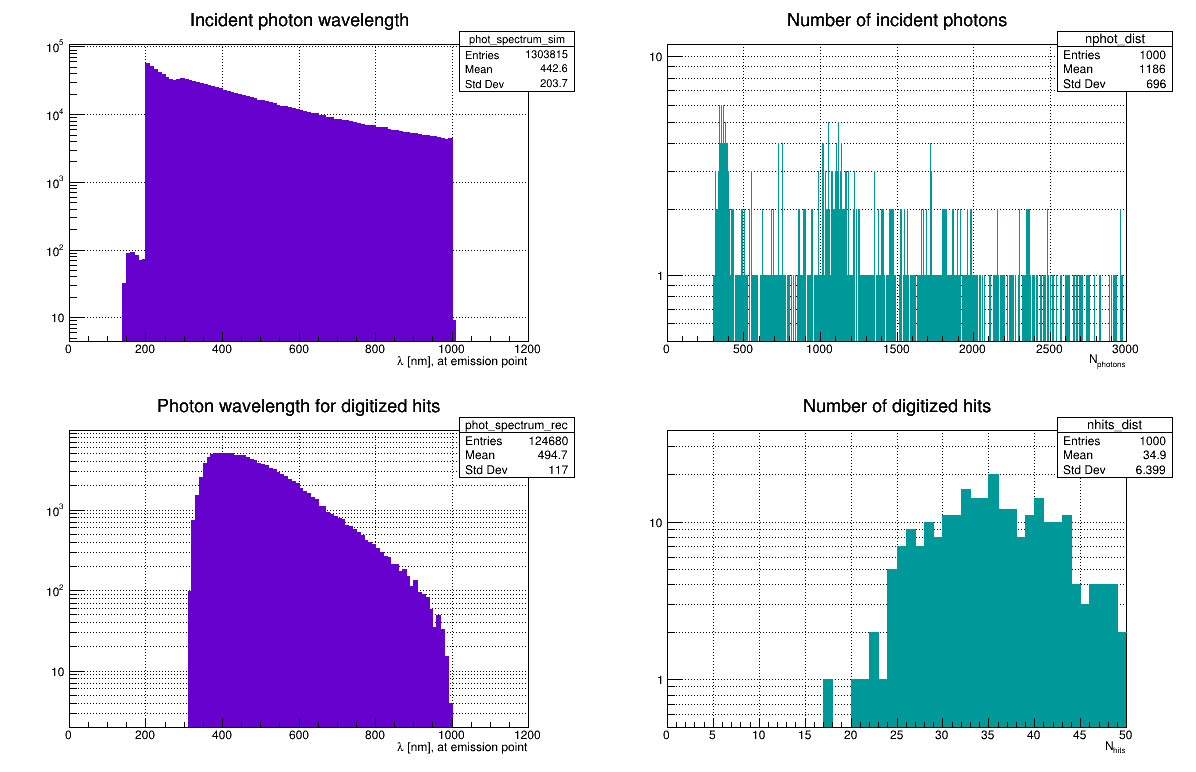 Incident photon wavelength
phot_spectrum_sim
Entries 1303815
Mean 442.6
Std Dev 203.7
10^5
10^4
10^3
10^2
10
0 200 400 600 800 1000 1200
λ [nm], at emission point
Number of incident photons
nphot_dist
Entries 1000
Mean 1186
Std Dev 696
10
1
0 500 1000 1500 2000 2500 3000
N_photons
Photon wavelength for digitized hits
phot_spectrum_rec
Entries 124680
Mean 494.7
Std Dev 117
10^3
10^2
10
0 200 400 600 800 1000 1200
λ [nm], at emission point
Number of digitized hits
nhits_dist
Entries 1000
Mean 34.9
Std Dev 6.399
10
1
0 5 10 15 20 25 30 35 40 45 50
N_hits